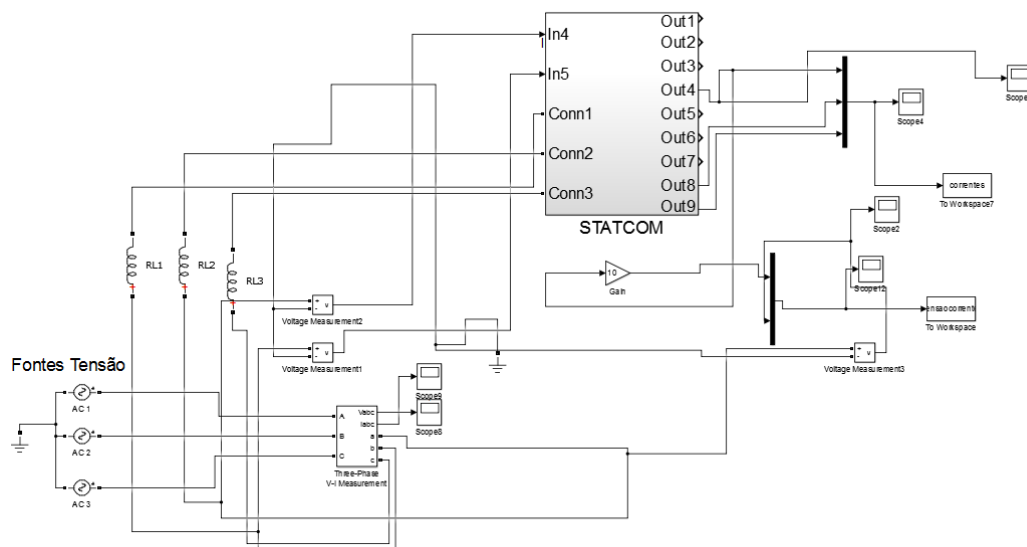 In4
In5
Conn1
Conn2
Conn3
Out1
Out2
Out3
Out4
Out5
Out6
Out7
Out8
Out9
STATCOM
Scope
Scope4
correntes
To Workspace7
Scope2
RL1
RL2
RL3
10
Gain
Scope12
ensaocorrent
To Workspace
+
-
v
Voltage Measurement2
+
-
v
Voltage Measurement1
+
-
v
Voltage Measurement3
Fontes Tensão
AC 1
AC 2
AC 3
Scope9
Scope8
A
B
C
Vabc
Iabc
a
b
c
Three-Phase
V-I Measurement